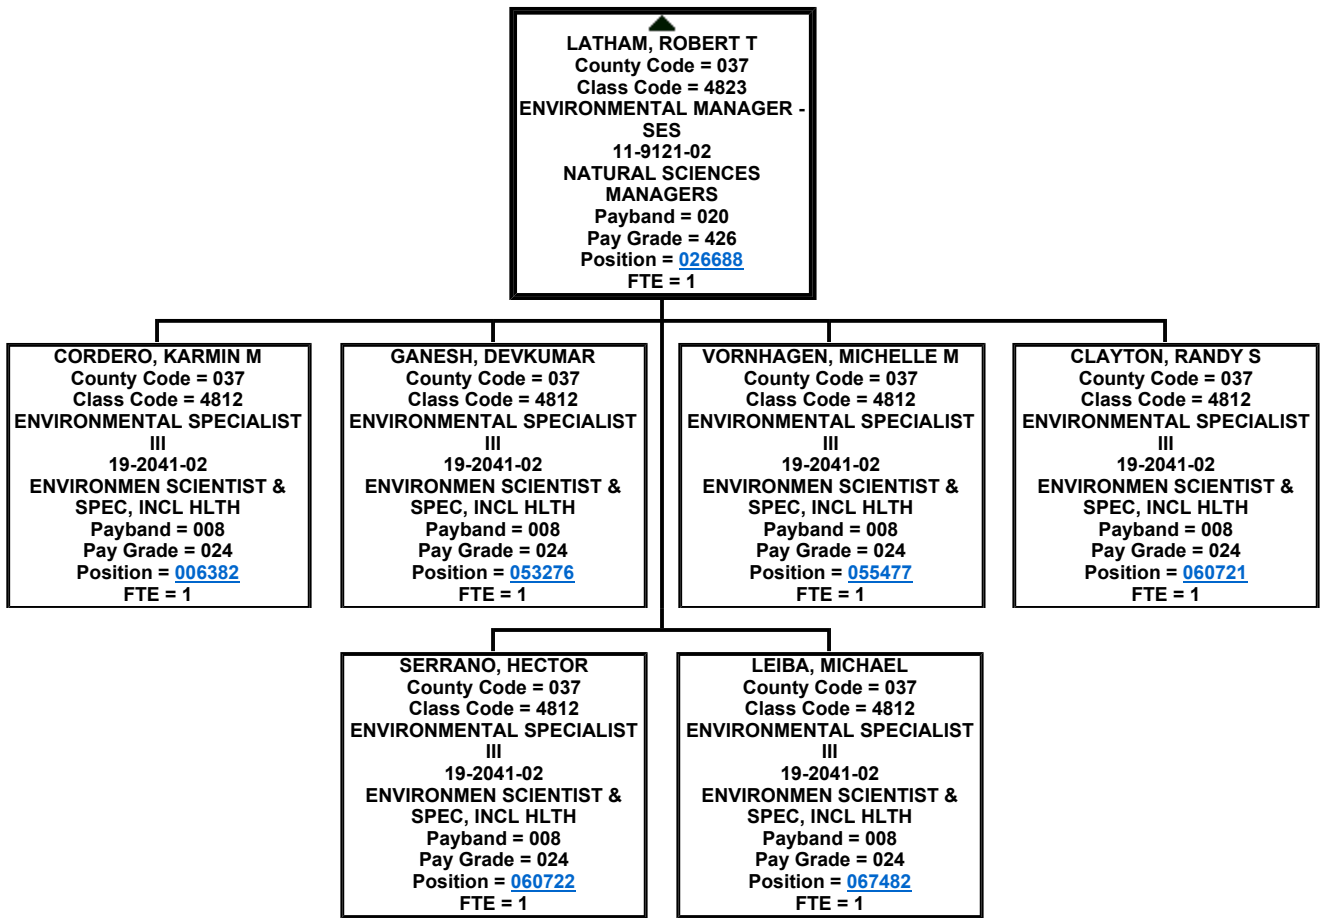 LATHAM, ROBERT T
County Code = 037
Class Code = 4823
ENVIRONMENTAL MANAGER -
SES
11-9121-02
NATURAL SCIENCES
MANAGERS
Payband = 020
Pay Grade = 426
Position = 026688
FTE = 1
CORDERO, KARMIN M
County Code = 037
Class Code = 4812
ENVIRONMENTAL SPECIALIST
III
19-2041-02
ENVIRONMEN SCIENTIST &
SPEC, INCL HLTH
Payband = 008
Pay Grade = 024
Position = 006382
FTE = 1
GANESH, DEVKUMAR
County Code = 037
Class Code = 4812
ENVIRONMENTAL SPECIALIST
III
19-2041-02
ENVIRONMEN SCIENTIST &
SPEC, INCL HLTH
Payband = 008
Pay Grade = 024
Position = 053276
FTE = 1
VORNHAGEN, MICHELLE M
County Code = 037
Class Code = 4812
ENVIRONMENTAL SPECIALIST
III
19-2041-02
ENVIRONMEN SCIENTIST &
SPEC, INCL HLTH
Payband = 008
Pay Grade = 024
Position = 055477
FTE = 1
CLAYTON, RANDY S
County Code = 037
Class Code = 4812
ENVIRONMENTAL SPECIALIST
III
19-2041-02
ENVIRONMEN SCIENTIST &
SPEC, INCL HLTH
Payband = 008
Pay Grade = 024
Position = 060721
FTE = 1
SERRANO, HECTOR
County Code = 037
Class Code = 4812
ENVIRONMENTAL SPECIALIST
III
19-2041-02
ENVIRONMEN SCIENTIST &
SPEC, INCL HLTH
Payband = 008
Pay Grade = 024
Position = 060722
FTE = 1
LEIBA, MICHAEL
County Code = 037
Class Code = 4812
ENVIRONMENTAL SPECIALIST
III
19-2041-02
ENVIRONMEN SCIENTIST &
SPEC, INCL HLTH
Payband = 008
Pay Grade = 024
Position = 067482
FTE = 1